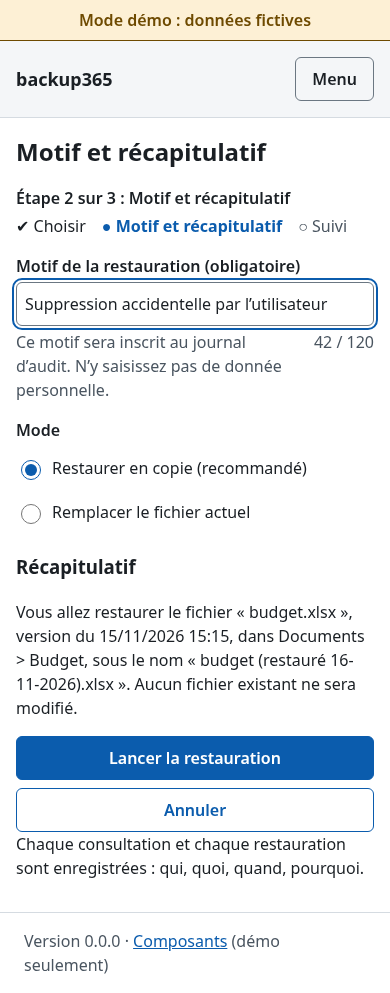 Mode démo : données fictives
backup365
Menu
Motif et récapitulatif
Étape 2 sur 3 : Motif et récapitulatif
✔ Choisir ● Motif et récapitulatif ○ Suivi
Motif de la restauration (obligatoire)
Suppression accidentelle par l’utilisateur
Ce motif sera inscrit au journal 42 / 120
d’audit. N’y saisissez pas de donnée
personnelle.
Mode
Restaurer en copie (recommandé)
Remplacer le fichier actuel
Récapitulatif
Vous allez restaurer le fichier « budget.xlsx »,
version du 15/11/2026 15:15, dans Documents
> Budget, sous le nom « budget (restauré 16-
11-2026).xlsx ». Aucun fichier existant ne sera
modifié.
Lancer la restauration
Annuler
Chaque consultation et chaque restauration
sont enregistrées : qui, quoi, quand, pourquoi.
Version 0.0.0 · Composants (démo
seulement)